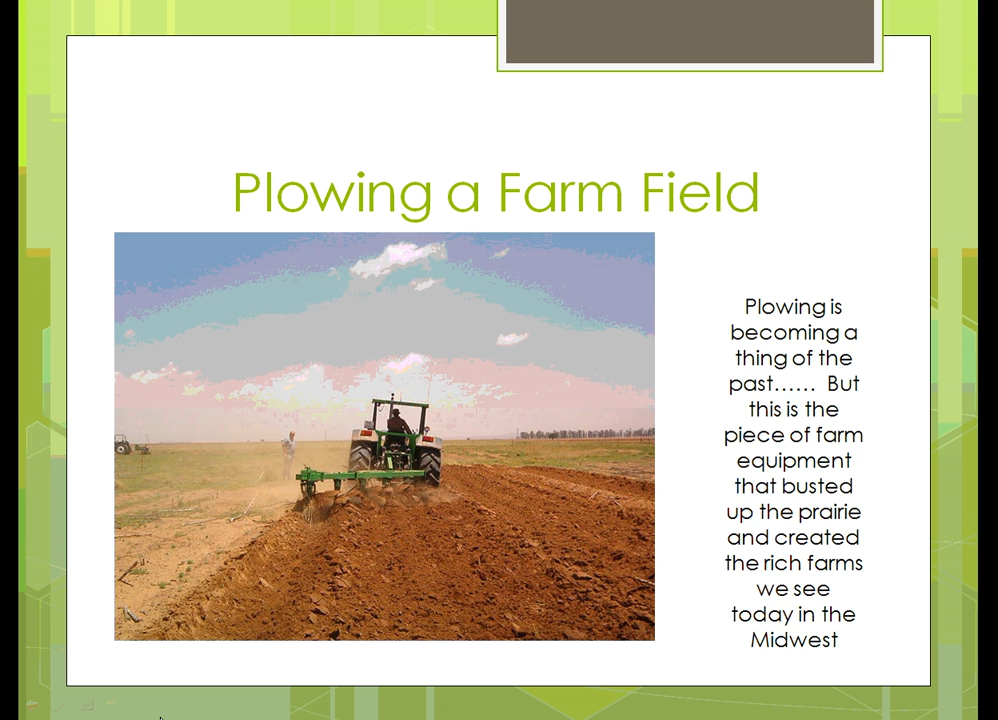 Plowing a Farm Field
Plowing is
becoming a
thing of the
past...... But
this is the
piece of farm
equipment
that busted
up the prairie
and created
the rich farms
we see
today in the
Midwest